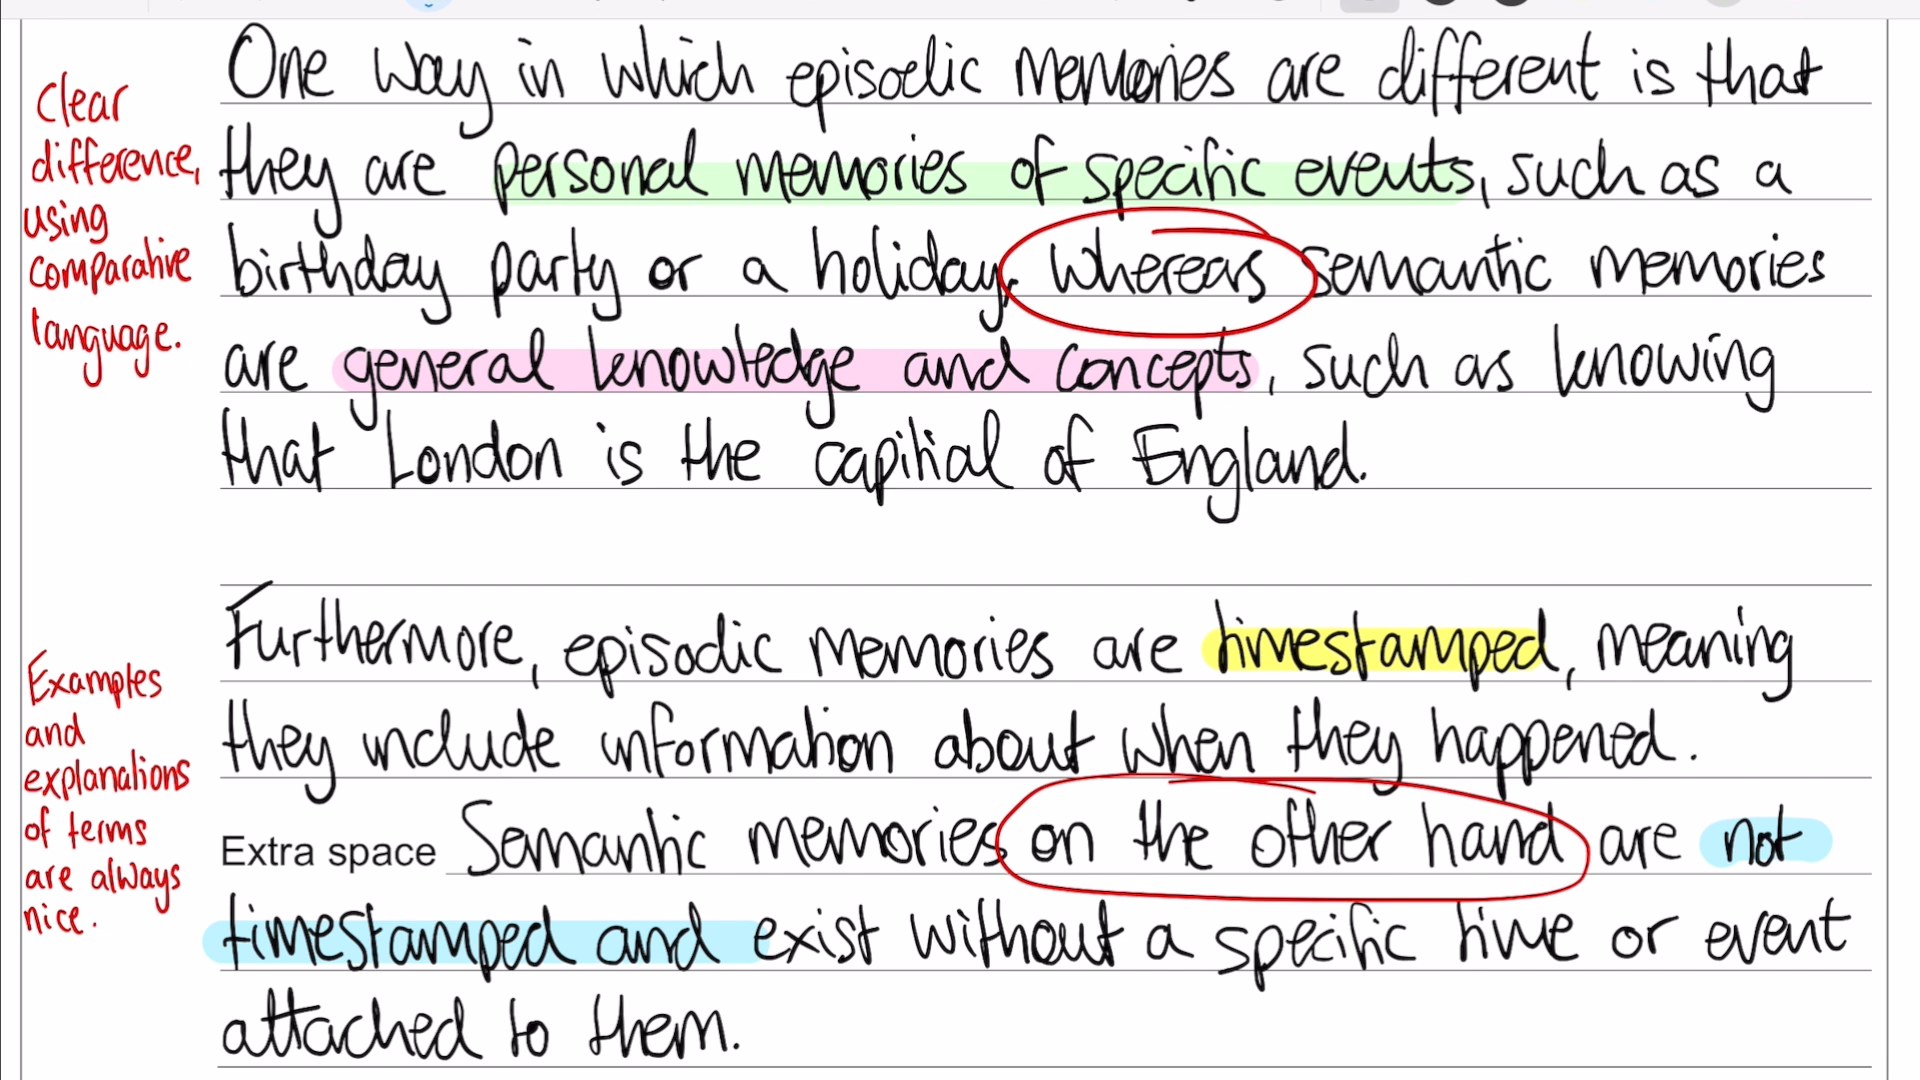 One way in which episodic memories are different is that
they are personal memories of specific events, such as a
birthday party or a holiday, whereas semantic memories
are general knowledge and concepts, such as knowing
that London is the capitial of England.
Furthermore, episodic memories are timestamped, meaning
they include information about when they happened.
Extra space Semantic memories on the other hand are not
timestamped and exist without a specific time or event
attached to them.
Clear
difference,
using
comparative
language.
Examples
and
explanations
of terms
are always
nice.